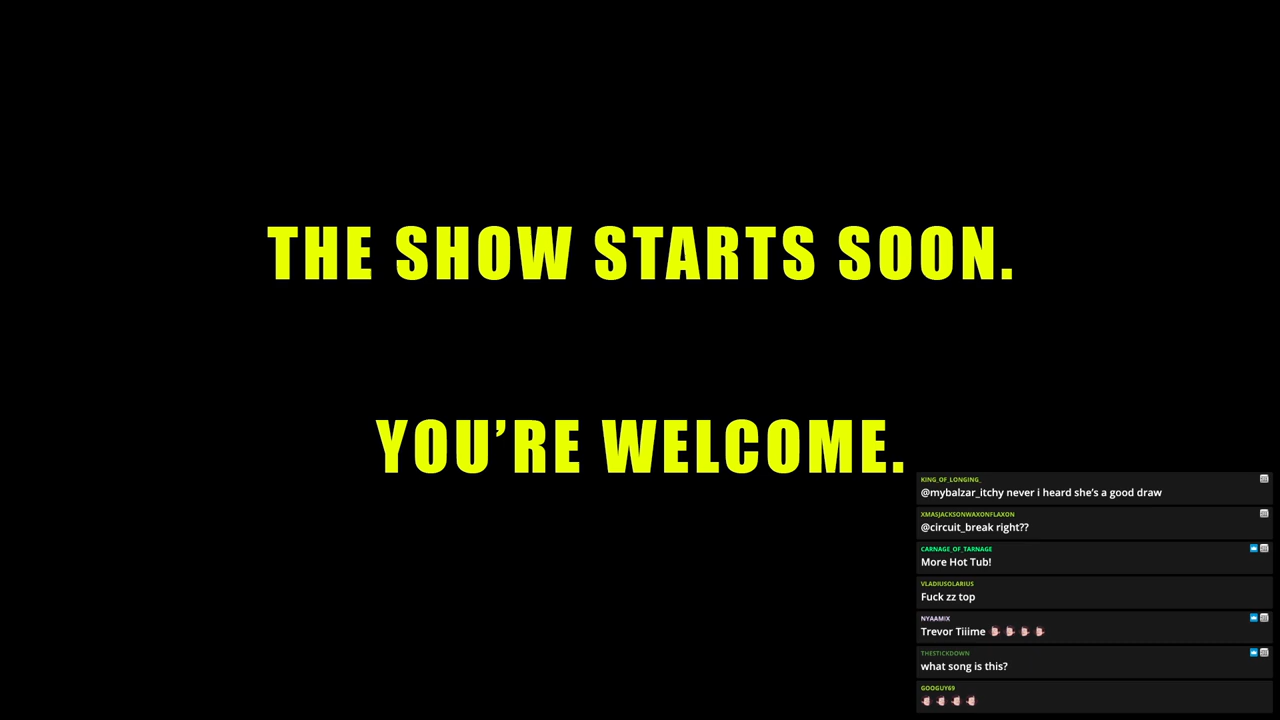 THE SHOW STARTS SOON.
YOU'RE WELCOME.
KING_OF_LONGING_
@mybalzar_itchy never i heard she's a good draw
XMASJACKSONWAXONFLAXON
@circuit_break right??
CARNAGE_OF_TARNAGE
More Hot Tub!
VLADIUSOLARIUS
Fuck zz top
NYAAMIX
Trevor Tiiime
THESTICKDOWN
what song is this?
GOOGUY69